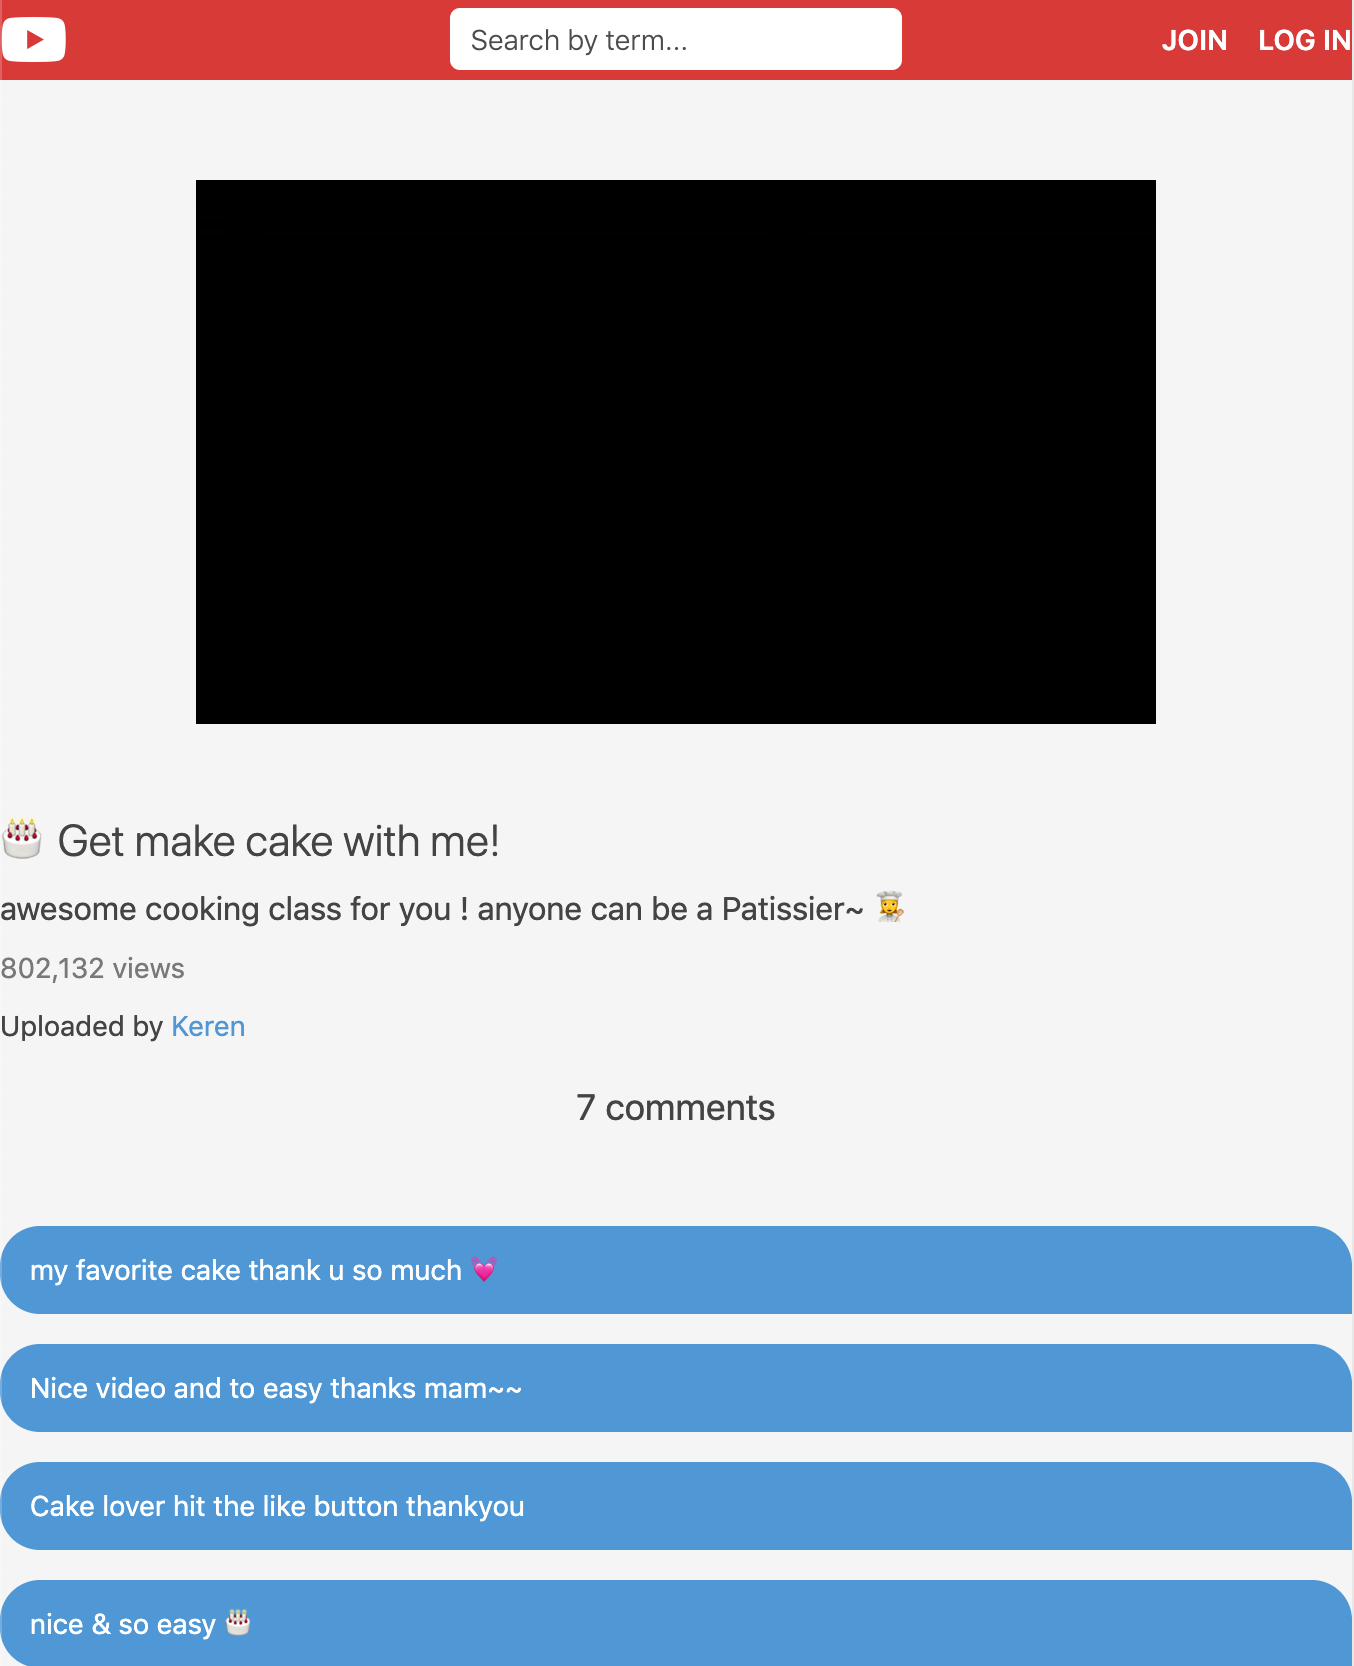 Search by term...
JOIN LOG IN
🎂 Get make cake with me!
awesome cooking class for you ! anyone can be a Patissier~ 👩‍🍳
802,132 views
Uploaded by Keren
7 comments
my favorite cake thank u so much 💓
Nice video and to easy thanks mam~~
Cake lover hit the like button thankyou
nice & so easy 🎂